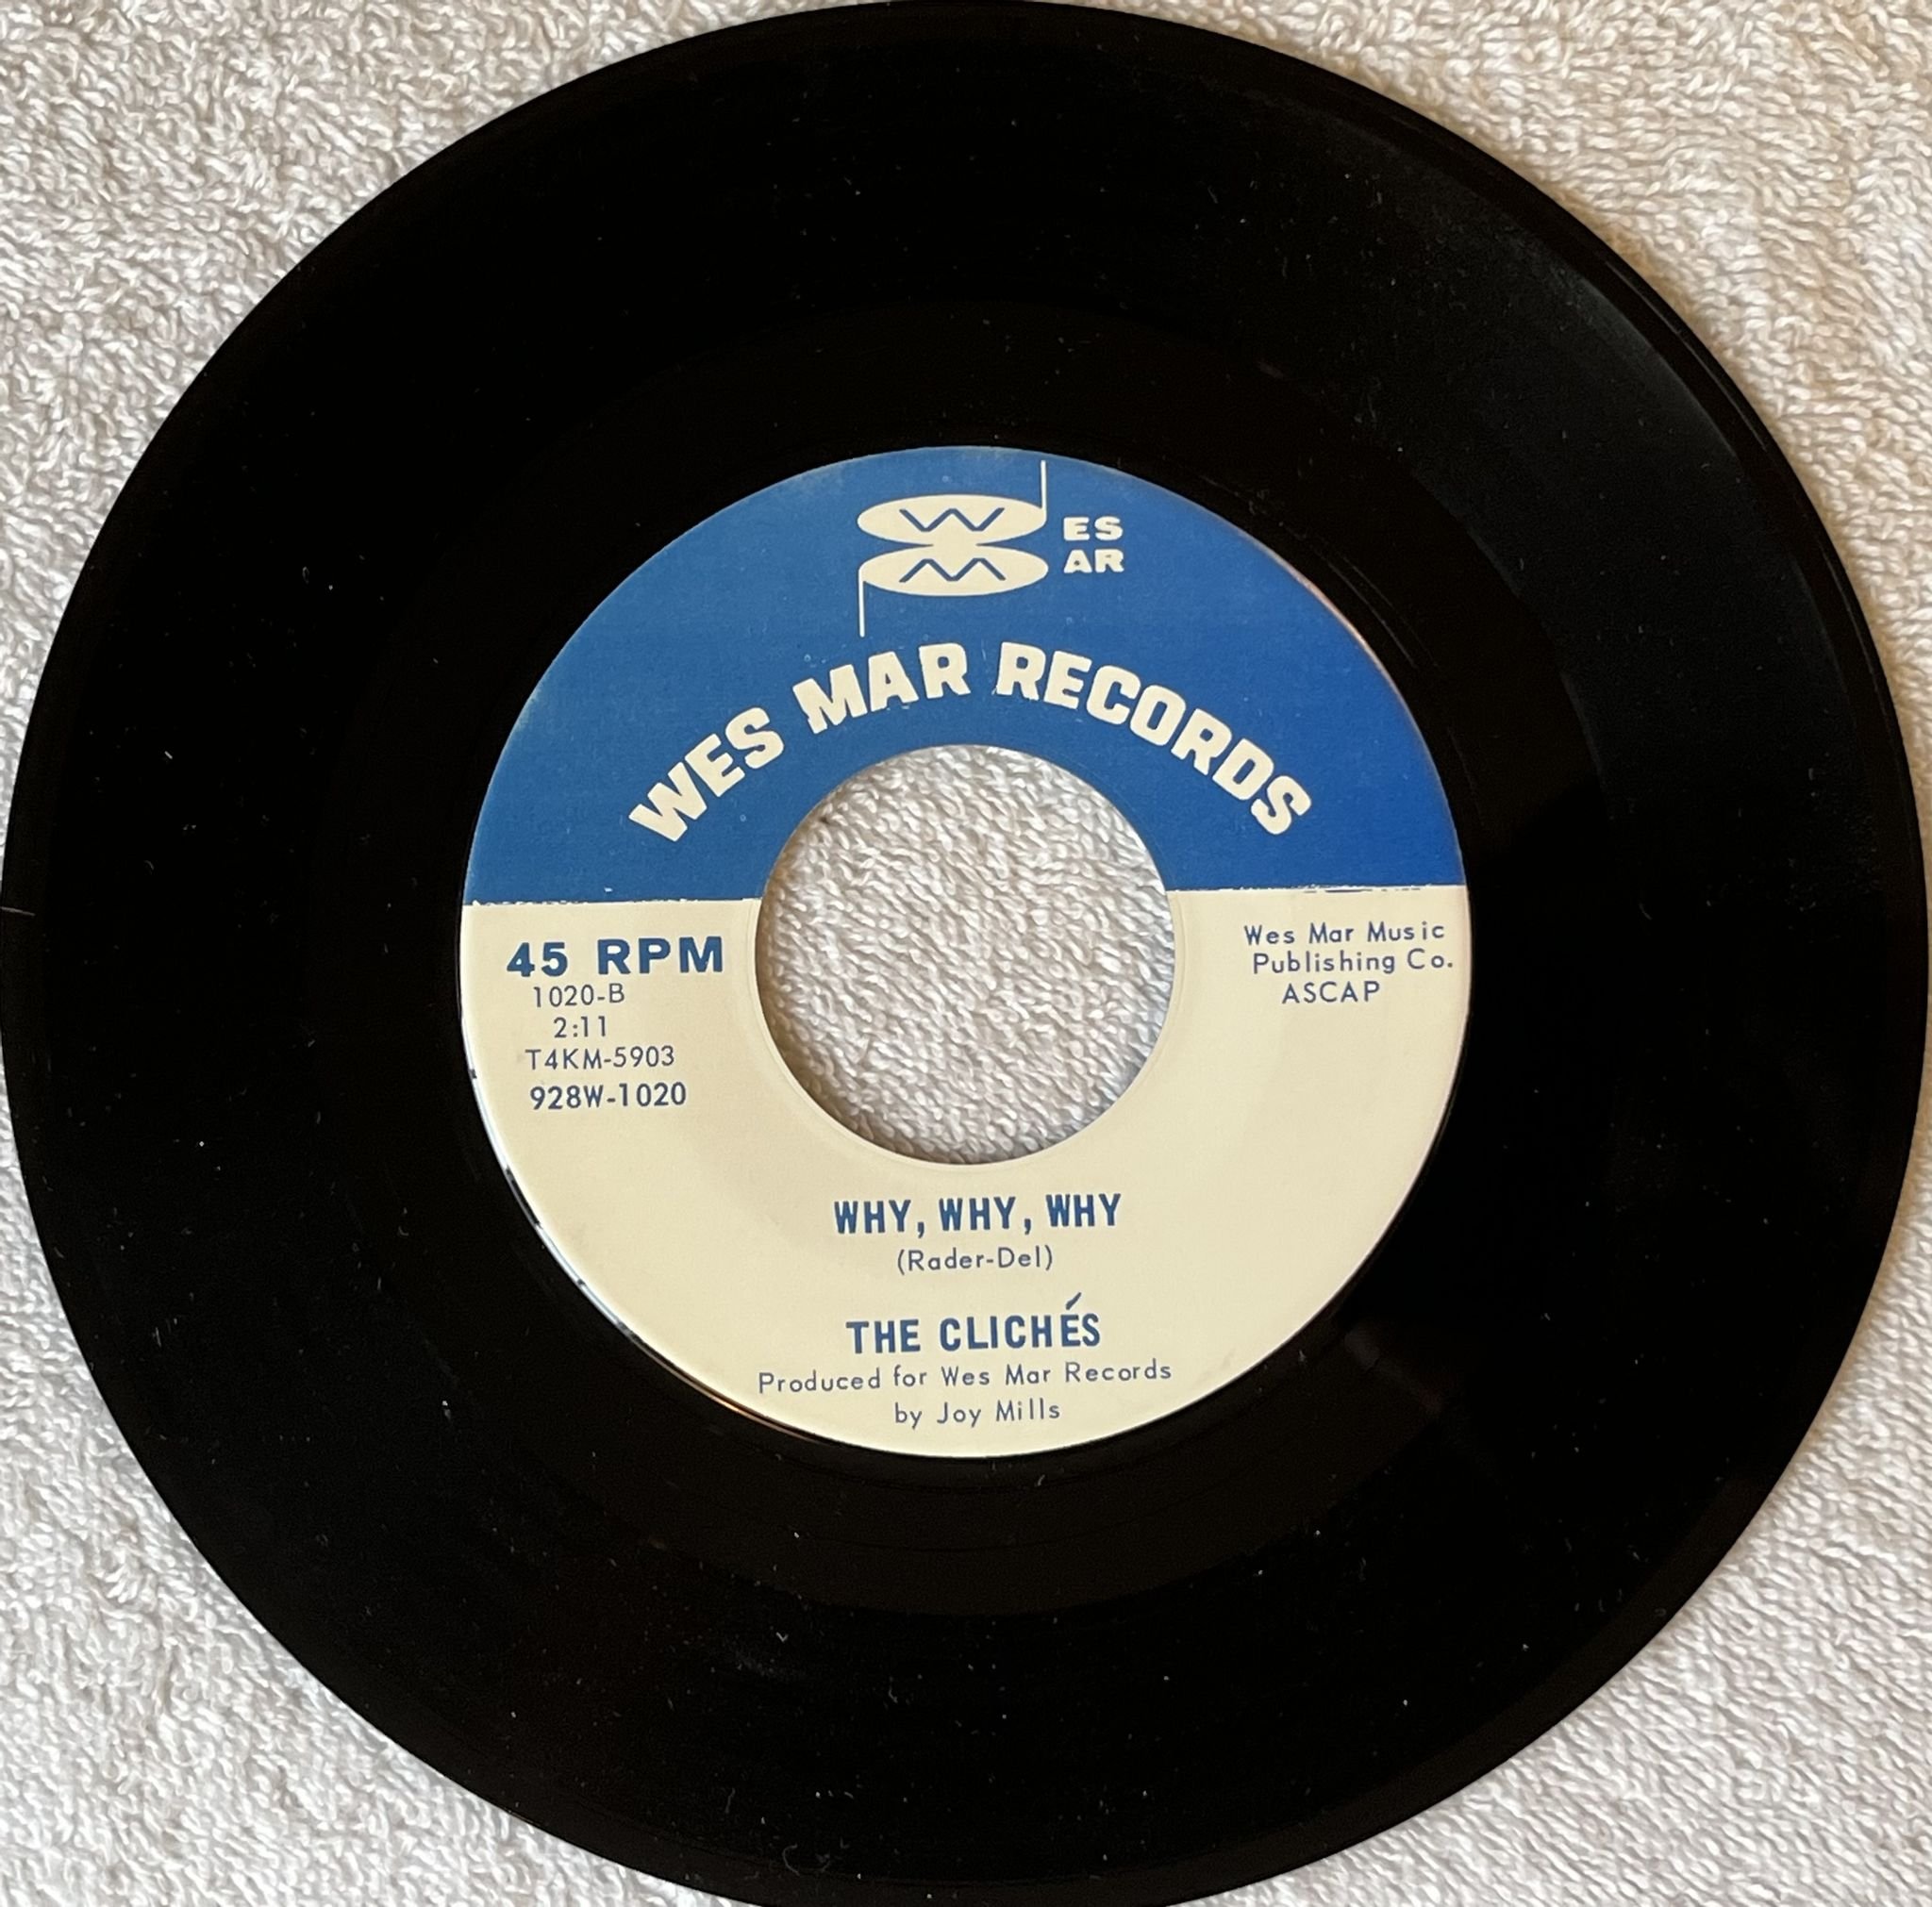 W ES
M AR
WES MAR RECORDS
45 RPM
1020-B
2:11
T4KM-5903
928W-1020
Wes Mar Music
Publishing Co.
ASCAP
WHY, WHY, WHY
(Rader-Del)
THE CLICHÉS
Produced for Wes Mar Records
by Joy Mills